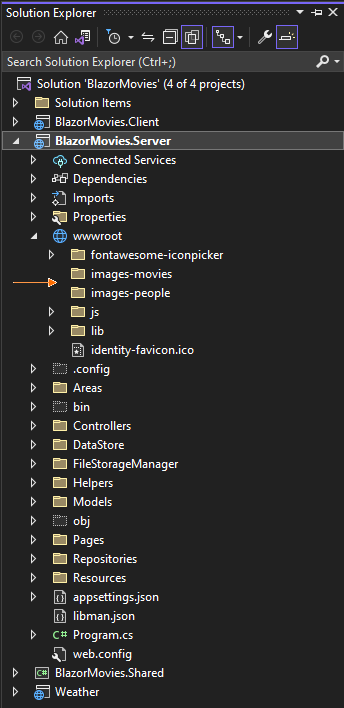 Solution Explorer
Search Solution Explorer (Ctrl+;)
Solution 'BlazorMovies' (4 of 4 projects)
Solution Items
BlazorMovies.Client
BlazorMovies.Server
Connected Services
Dependencies
Imports
Properties
wwwroot
fontawesome-iconpicker
images-movies
images-people
js
lib
identity-favicon.ico
.config
Areas
bin
Controllers
DataStore
FileStorageManager
Helpers
Models
obj
Pages
Repositories
Resources
appsettings.json
libman.json
C# Program.cs
web.config
C# BlazorMovies.Shared
Weather